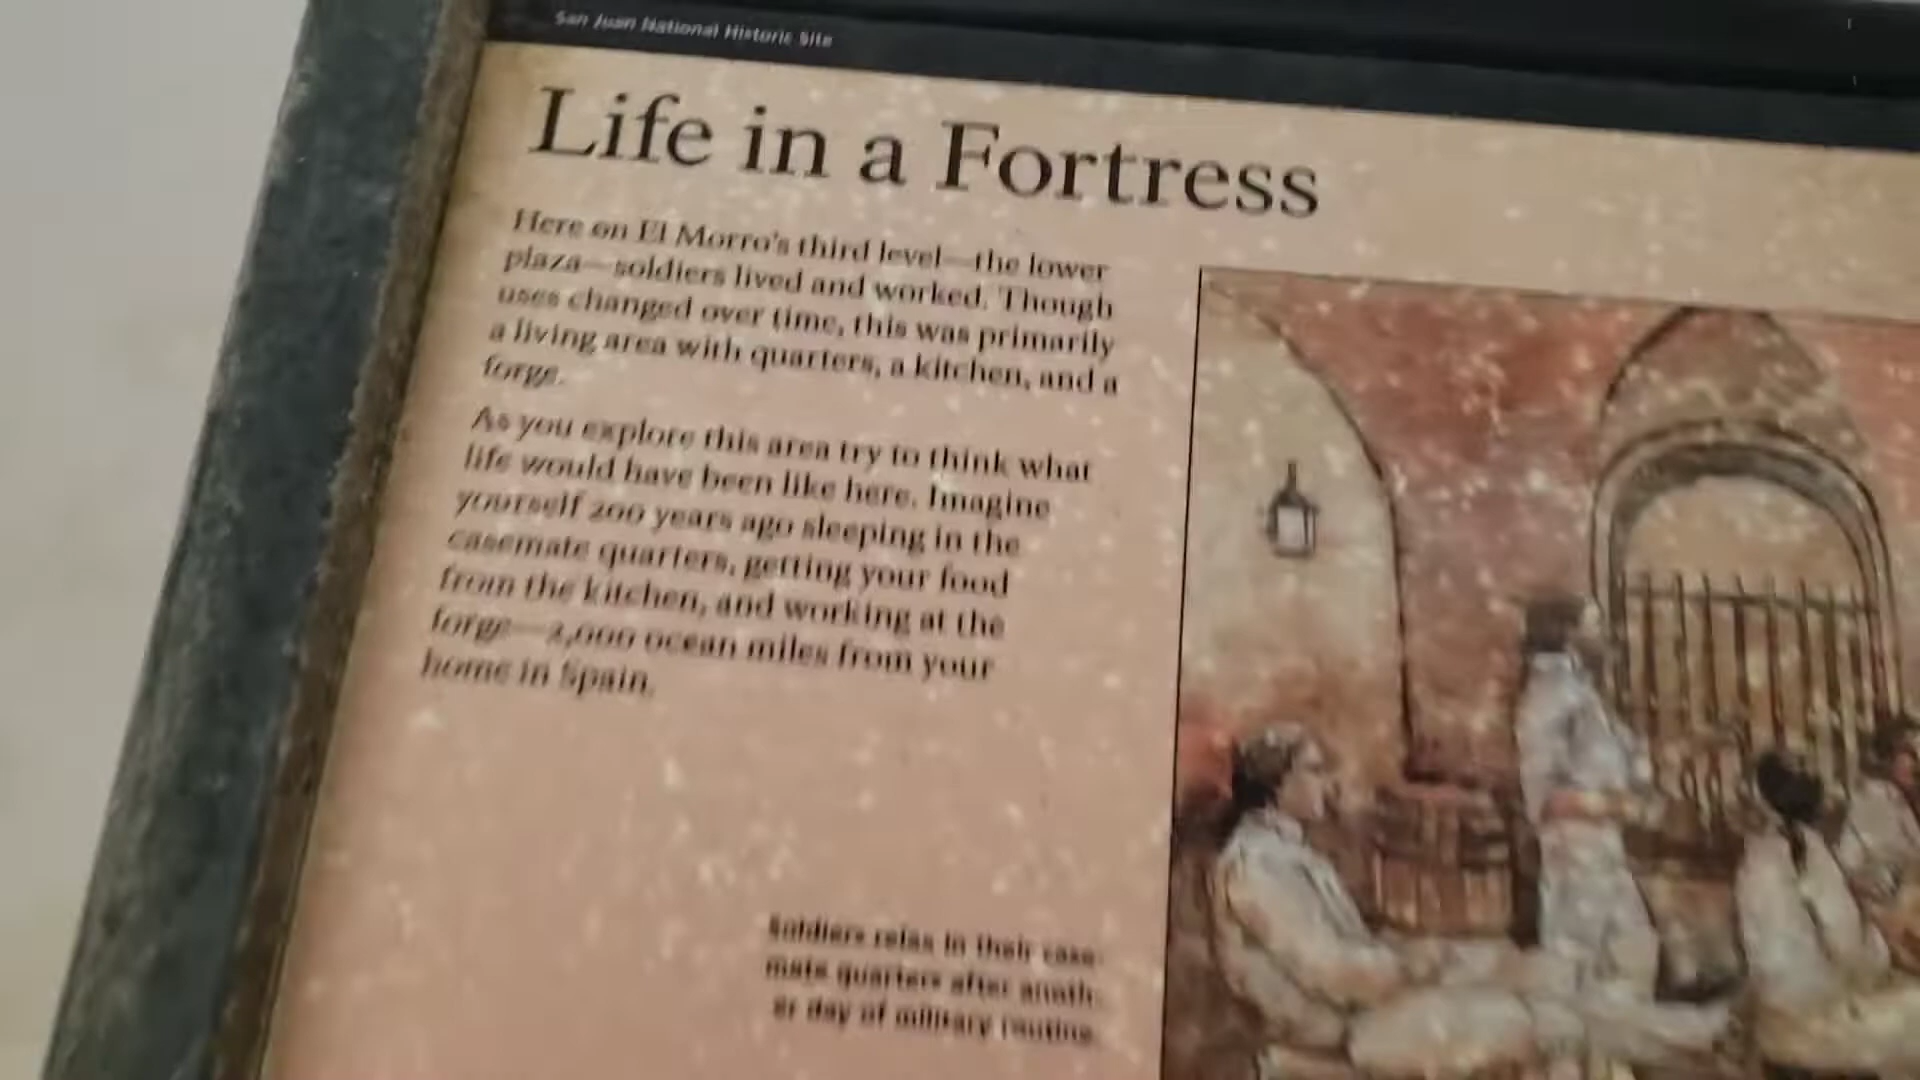 San Juan National Historic Site
Life in a Fortress
Here on El Morro's third level—the lower
plaza—soldiers lived and worked. Though
uses changed over time, this was primarily
a living area with quarters, a kitchen, and a
forge.
As you explore this area try to think what
life would have been like here. Imagine
yourself 200 years ago sleeping in the
casemate quarters, getting your food
from the kitchen, and working at the
forge—2,000 ocean miles from your
home in Spain.
Soldiers relax in their case-
mate quarters after anoth-
er day of military routine.